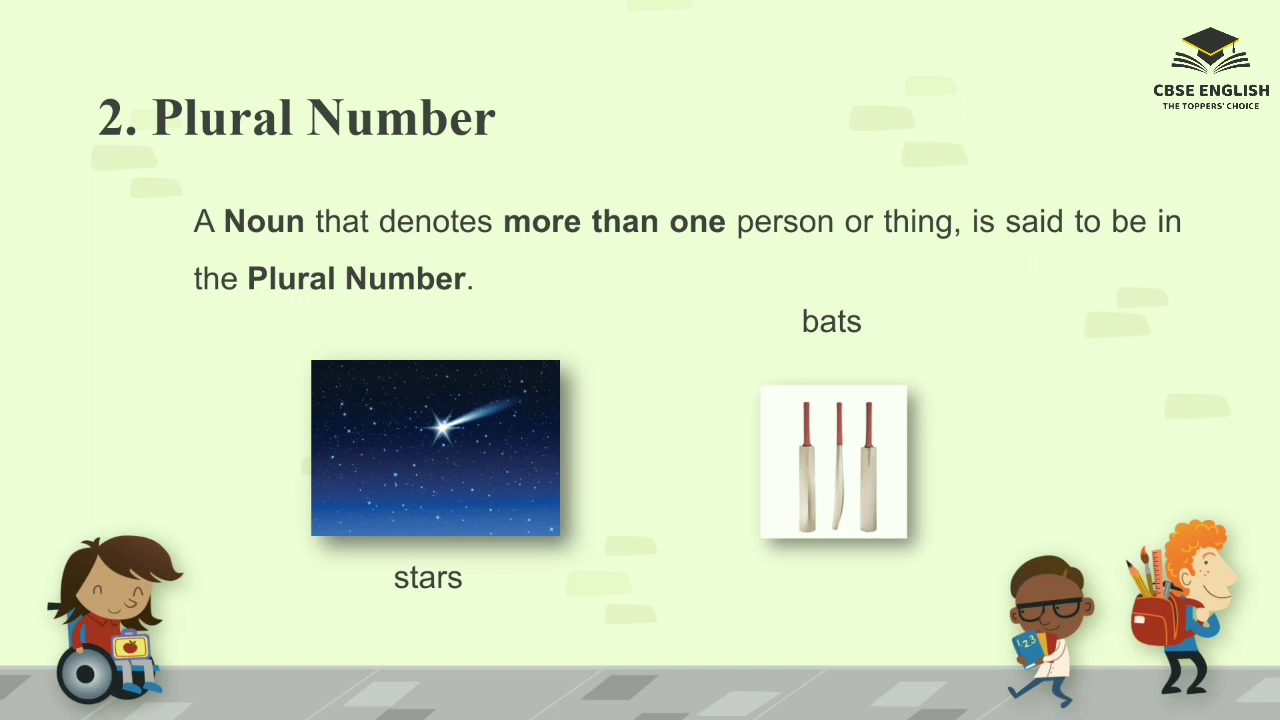 CBSE ENGLISH
THE TOPPERS' CHOICE
2. Plural Number
A Noun that denotes more than one person or thing, is said to be in
the Plural Number.
bats
stars
123